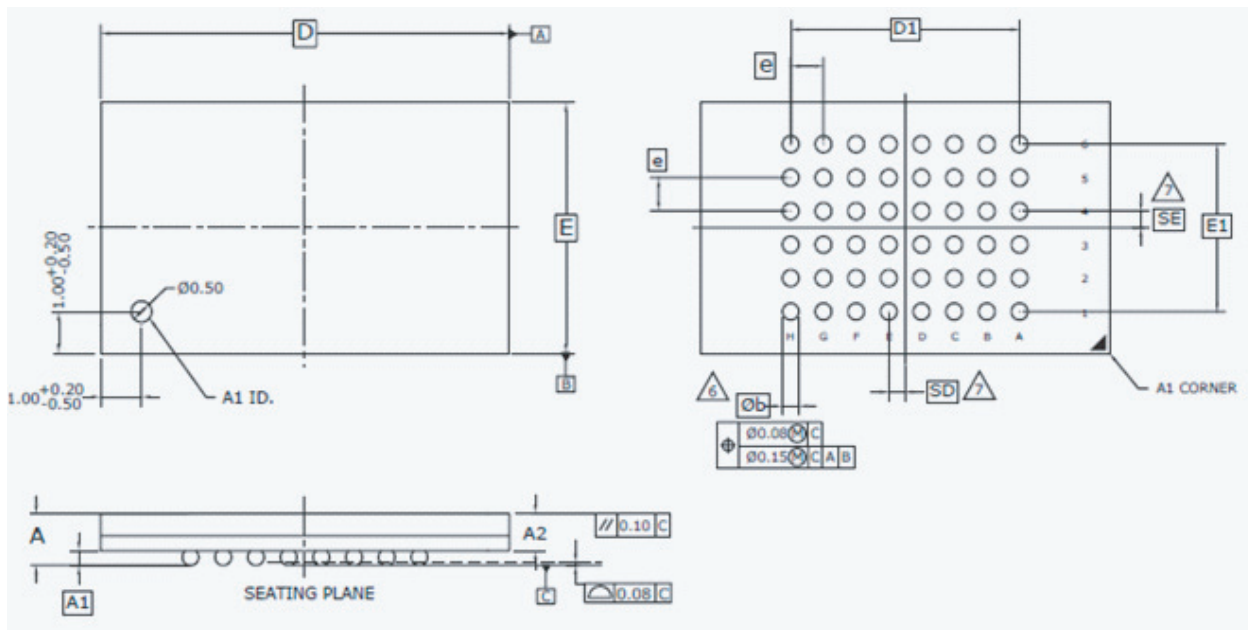 D
A
D1
e
6
e
5
7
4
SE
E
E1
1.00+0.20
-0.50
3
Ø0.50
2
1
H G F E D C B A
B
1.00+0.20
-0.50
A1 ID.
6
Øb
SD
7
A1 CORNER
Ø0.08 M C
Ø0.15 M C A B
A
A2
// 0.10 C
A1
SEATING PLANE
C
0.08 C